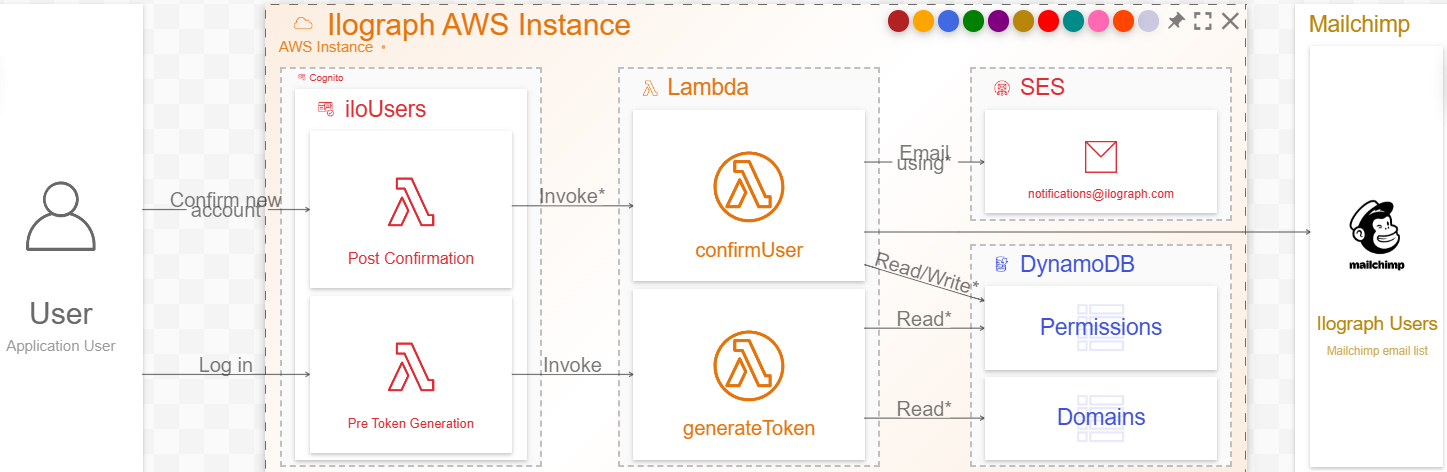 Ilograph AWS Instance
AWS Instance •
Mailchimp
Cognito
iloUsers
Lambda
SES
Confirm new
account
Post Confirmation
Invoke*
confirmUser
Email
using*
notifications@ilograph.com
mailchimp
User
Application User
Read/Write*
DynamoDB
Permissions
Read*
Ilograph Users
Mailchimp email list
Log in
Pre Token Generation
Invoke
generateToken
Read*
Domains